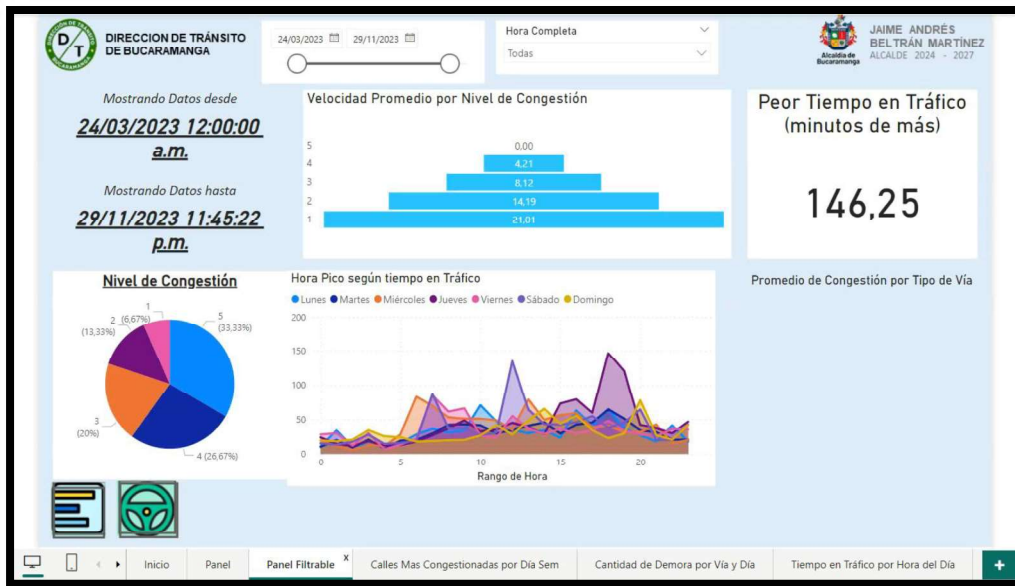 DIRECCION DE TRÁNSITO
DE BUCARAMANGA
24/03/2023
29/11/2023
Hora Completa
Todas
Alcaldía de
Bucaramanga
JAIME ANDRÉS
BELTRÁN MARTÍNEZ
ALCALDE 2024 - 2027
Mostrando Datos desde
24/03/2023 12:00:00
a.m.
Mostrando Datos hasta
29/11/2023 11:45:22
p.m.
Velocidad Promedio por Nivel de Congestión
5 0,00
4 4,21
3 8,12
2 14,19
1 21,01
Peor Tiempo en Tráfico
(minutos de más)
146,25
Nivel de Congestión
1
(6,67%)
2
(13,33%)
5
(33,33%)
3
(20%)
4 (26,67%)
Hora Pico según tiempo en Tráfico
Lunes Martes Miércoles Jueves Viernes Sábado Domingo
200
150
100
50
0
0 5 10 15 20
Rango de Hora
Promedio de Congestión por Tipo de Vía
Inicio
Panel
Panel Filtrable x
Calles Mas Congestionadas por Día Sem
Cantidad de Demora por Vía y Día
Tiempo en Tráfico por Hora del Día
+